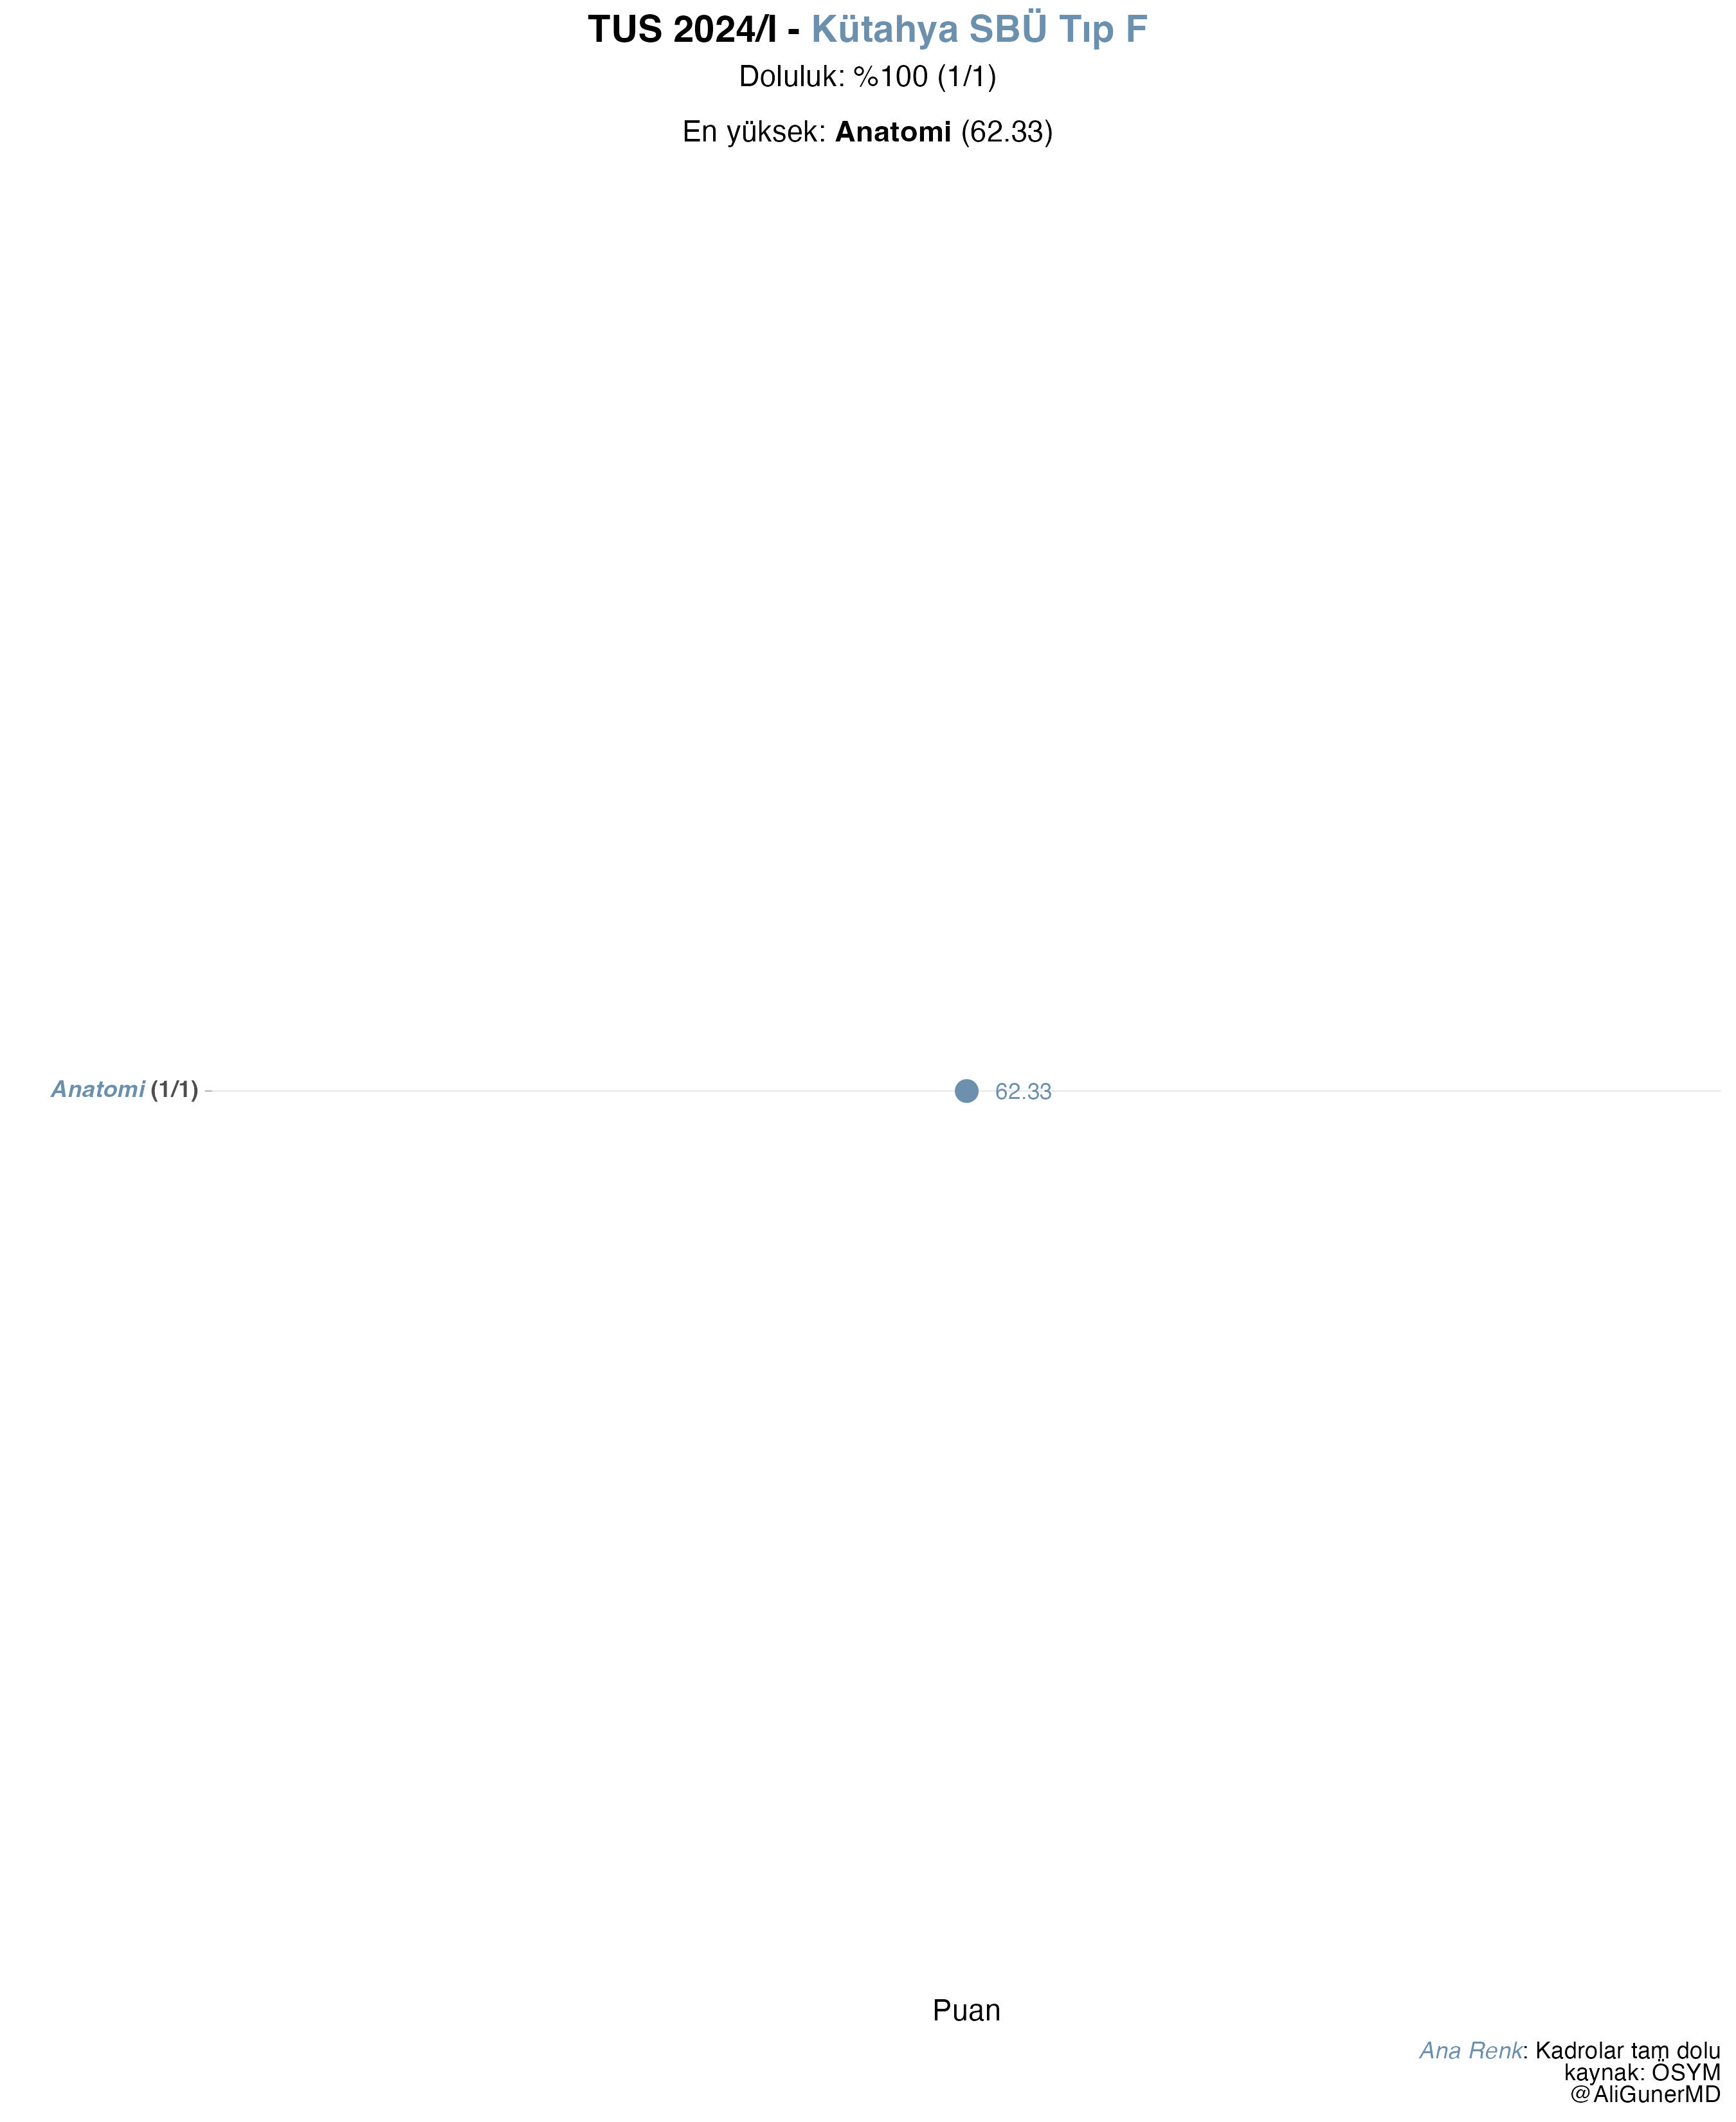 TUS 2024/I - Kütahya SBÜ Tıp F
Doluluk: %100 (1/1)
En yüksek: Anatomi (62.33)
Anatomi (1/1)
62.33
Puan
Ana Renk: Kadrolar tam dolu
kaynak: ÖSYM
@AliGunerMD